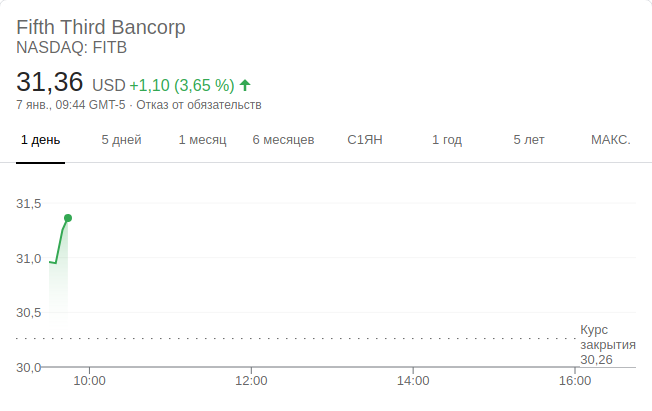 Fifth Third Bancorp
NASDAQ: FITB
31,36 USD +1,10 (3,65 %)
7 янв., 09:44 GMT-5 · Отказ от обязательств
1 день 5 дней 1 месяц 6 месяцев С1ЯН 1 год 5 лет МАКС.
31,5
31,0
30,5
Курс
закрытия
30,26
30,0
10:00 12:00 14:00 16:00